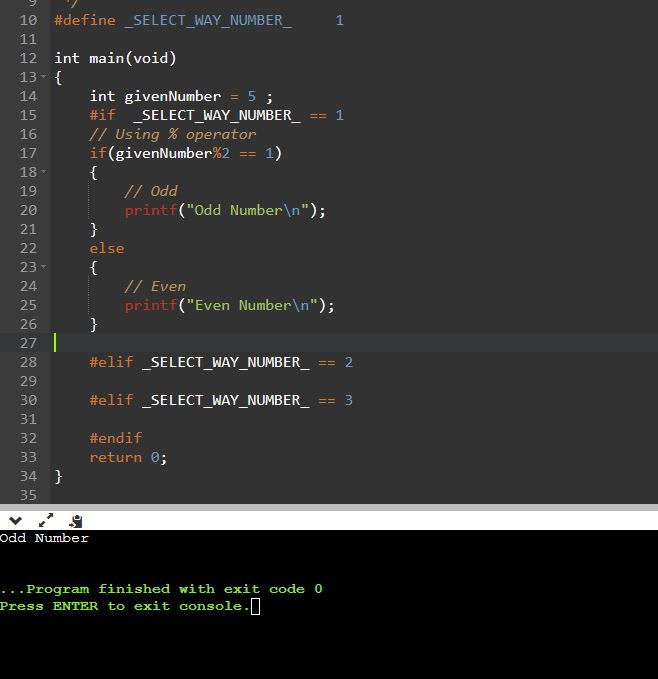 9 */
10 #define _SELECT_WAY_NUMBER_ 1
11
12 int main(void)
13 {
14 int givenNumber = 5 ;
15 #if _SELECT_WAY_NUMBER_ == 1
16 // Using % operator
17 if(givenNumber%2 == 1)
18 {
19 // Odd
20 printf("Odd Number\n");
21 }
22 else
23 {
24 // Even
25 printf("Even Number\n");
26 }
27
28 #elif _SELECT_WAY_NUMBER_ == 2
29
30 #elif _SELECT_WAY_NUMBER_ == 3
31
32 #endif
33 return 0;
34 }
35
Odd Number
...Program finished with exit code 0
Press ENTER to exit console.